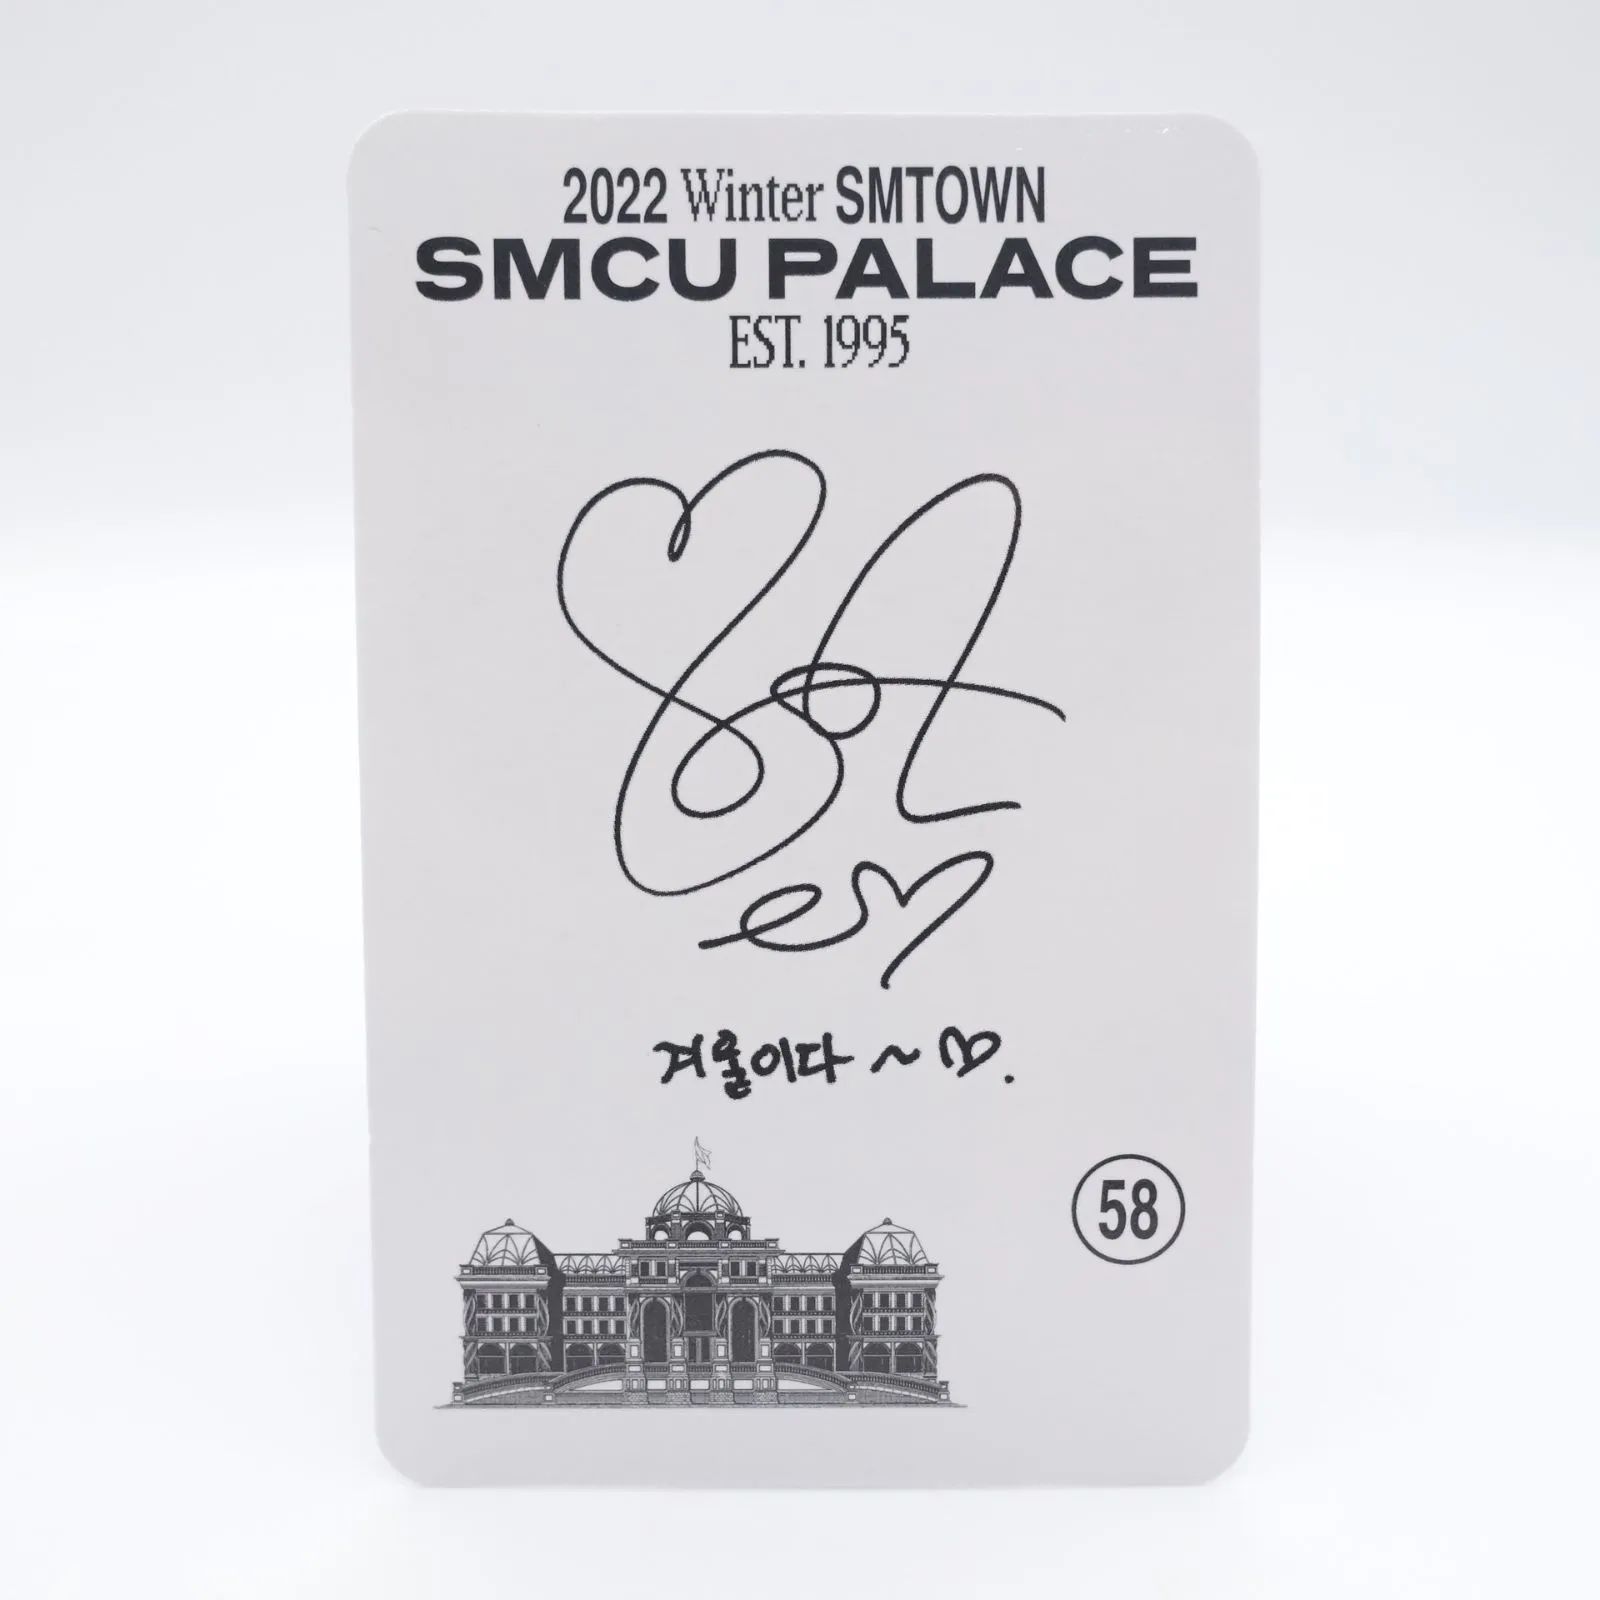 2022 Winter SMTOWN
SMCU PALACE
EST. 1995
겨울이다 ~ ♡.
58